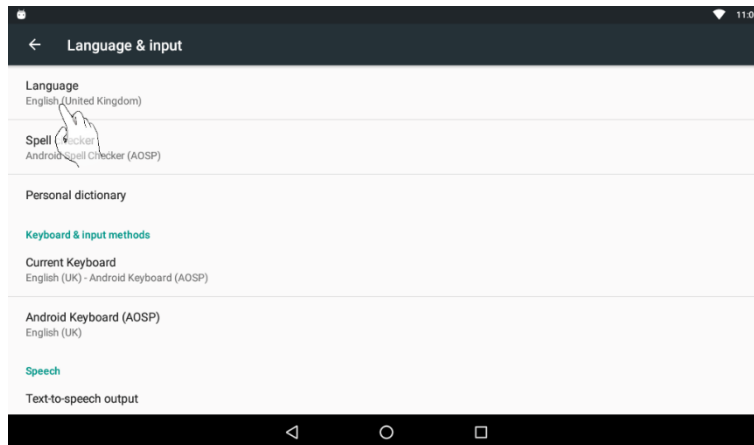 11:0
Language & input
Language
English (United Kingdom)
Spell Checker
Android Spell Checker (AOSP)
Personal dictionary
Keyboard & input methods
Current Keyboard
English (UK) - Android Keyboard (AOSP)
Android Keyboard (AOSP)
English (UK)
Speech
Text-to-speech output